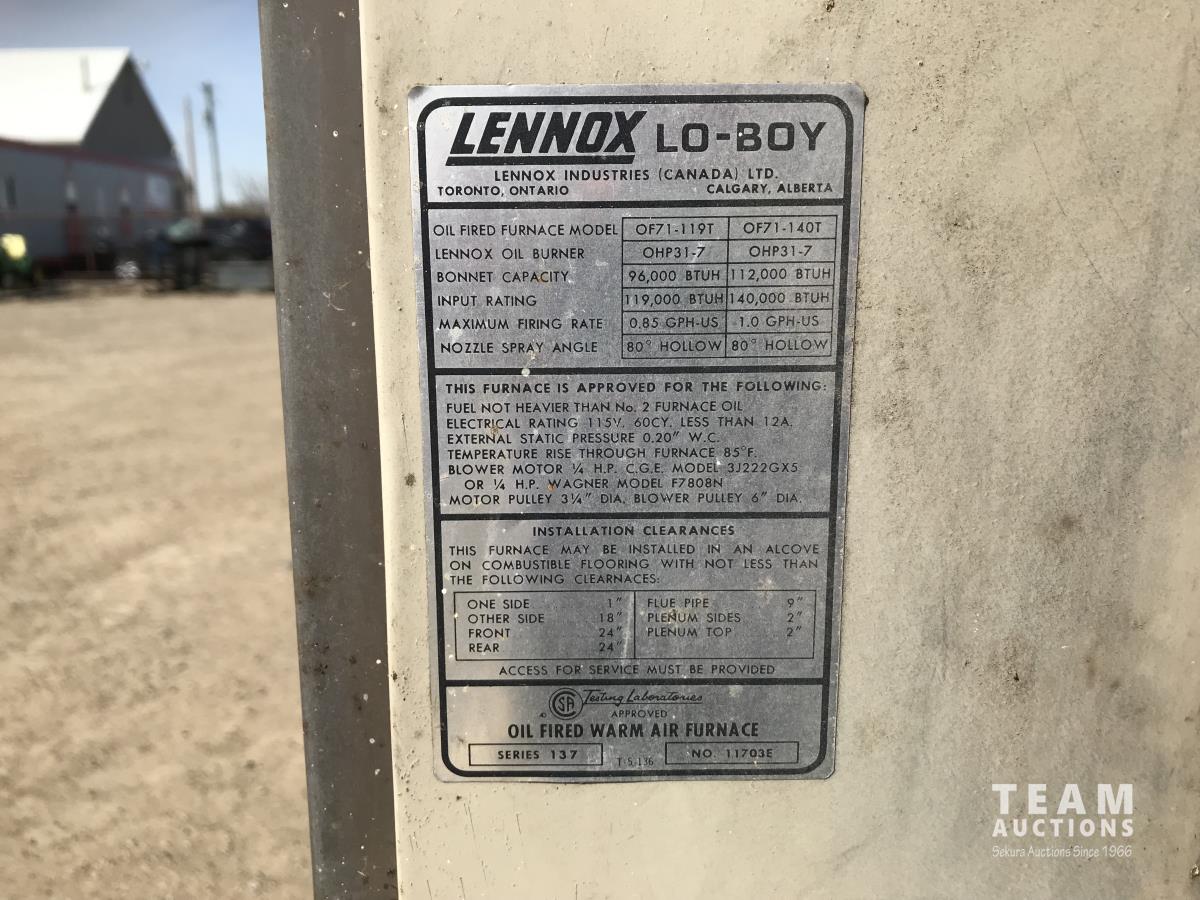 LENNOX LO-BOY
LENNOX INDUSTRIES (CANADA) LTD.
TORONTO, ONTARIO CALGARY, ALBERTA
OIL FIRED FURNACE MODEL OF71-119T OF71-140T
LENNOX OIL BURNER OHP31-7 OHP31-7
BONNET CAPACITY 96,000 BTUH 112,000 BTUH
INPUT RATING 119,000 BTUH 140,000 BTUH
MAXIMUM FIRING RATE 0.85 GPH-US 1.0 GPH-US
NOZZLE SPRAY ANGLE 80° HOLLOW 80° HOLLOW
THIS FURNACE IS APPROVED FOR THE FOLLOWING:
FUEL NOT HEAVIER THAN No. 2 FURNACE OIL
ELECTRICAL RATING 115V. 60CY. LESS THAN 12A.
EXTERNAL STATIC PRESSURE 0.20" W.C.
TEMPERATURE RISE THROUGH FURNACE 85°F.
BLOWER MOTOR ¼ H.P. C.G.E. MODEL 3J222GX5
OR ¼ H.P. WAGNER MODEL F7808N
MOTOR PULLEY 3¼" DIA. BLOWER PULLEY 6" DIA.
INSTALLATION CLEARANCES
THIS FURNACE MAY BE INSTALLED IN AN ALCOVE
ON COMBUSTIBLE FLOORING WITH NOT LESS THAN
THE FOLLOWING CLEARNACES:
ONE SIDE 1" FLUE PIPE 9"
OTHER SIDE 18" PLENUM SIDES 2"
FRONT 24" PLENUM TOP 2"
REAR 24"
ACCESS FOR SERVICE MUST BE PROVIDED
CSA Testing Laboratories
APPROVED
OIL FIRED WARM AIR FURNACE
SERIES 137 T-S-136 NO. 11703E
TEAM
AUCTIONS
Sekura Auctions Since 1966